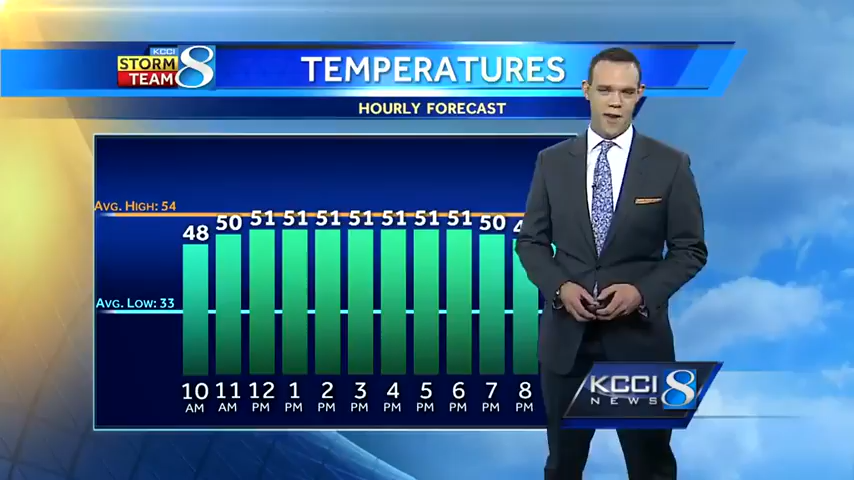 KCCI
STORM
TEAM 8
TEMPERATURES
HOURLY FORECAST
AVG. HIGH: 54
48 50 51 51 51 51 51 51 51 50 4
AVG. LOW: 33
10 11 12 1 2 3 4 5 6 7 8
AM AM PM PM PM PM PM PM PM PM PM
KCCI 8
NEWS